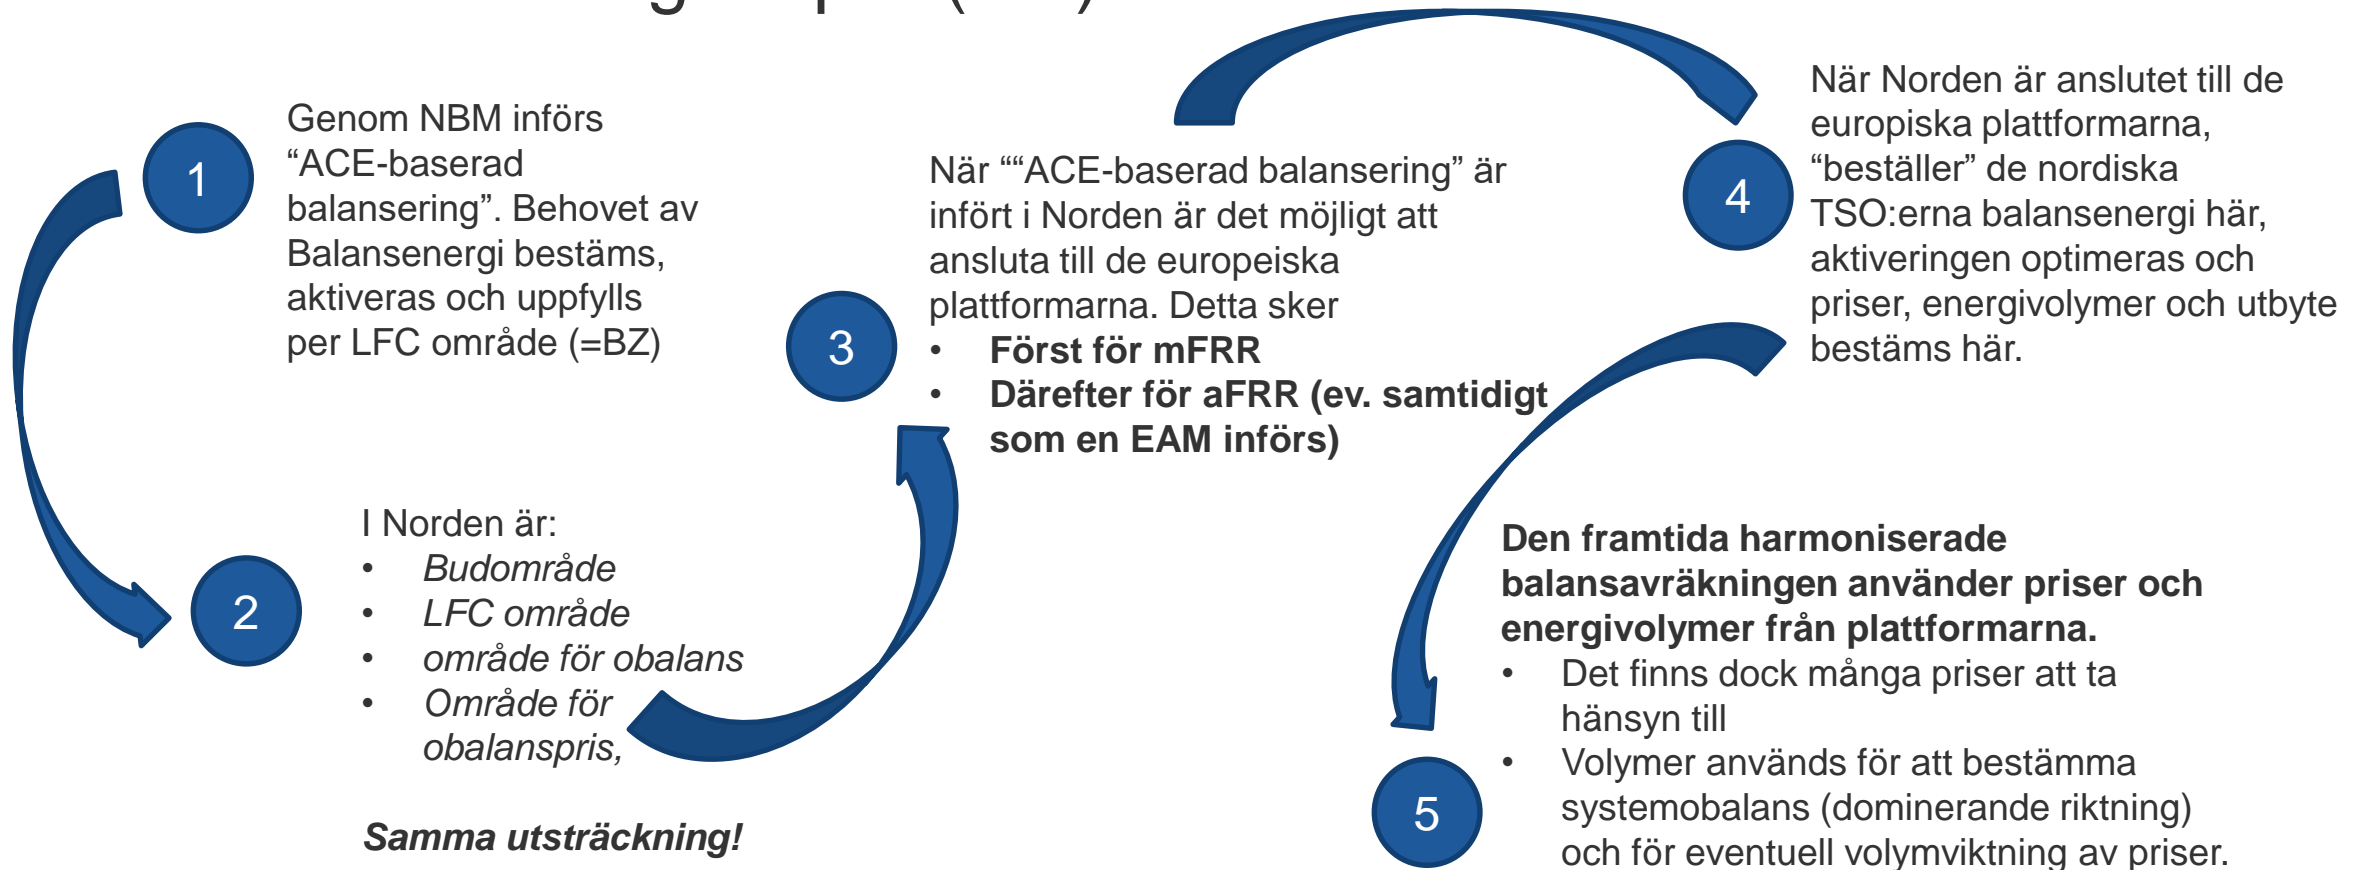 1
Genom NBM införs
“ACE-baserad
balansering”. Behovet av
Balansenergi bestäms,
aktiveras och uppfylls
per LFC område (=BZ)
2
I Norden är:
• Budområde
• LFC område
• område för obalans
• Område för
obalanspris,
Samma utsträckning!
3
När ““ACE-baserad balansering” är
infört i Norden är det möjligt att
ansluta till de europeiska
plattformarna. Detta sker
• Först för mFRR
• Därefter för aFRR (ev. samtidigt
som en EAM införs)
4
När Norden är anslutet till de
europiska plattformarna,
“beställer” de nordiska
TSO:erna balansenergi här,
aktiveringen optimeras och
priser, energivolymer och utbyte
bestäms här.
5
Den framtida harmoniserade
balansavräkningen använder priser och
energivolymer från plattformarna.
• Det finns dock många priser att ta
hänsyn till
• Volymer används för att bestämma
systemobalans (dominerande riktning)
och för eventuell volymviktning av priser.